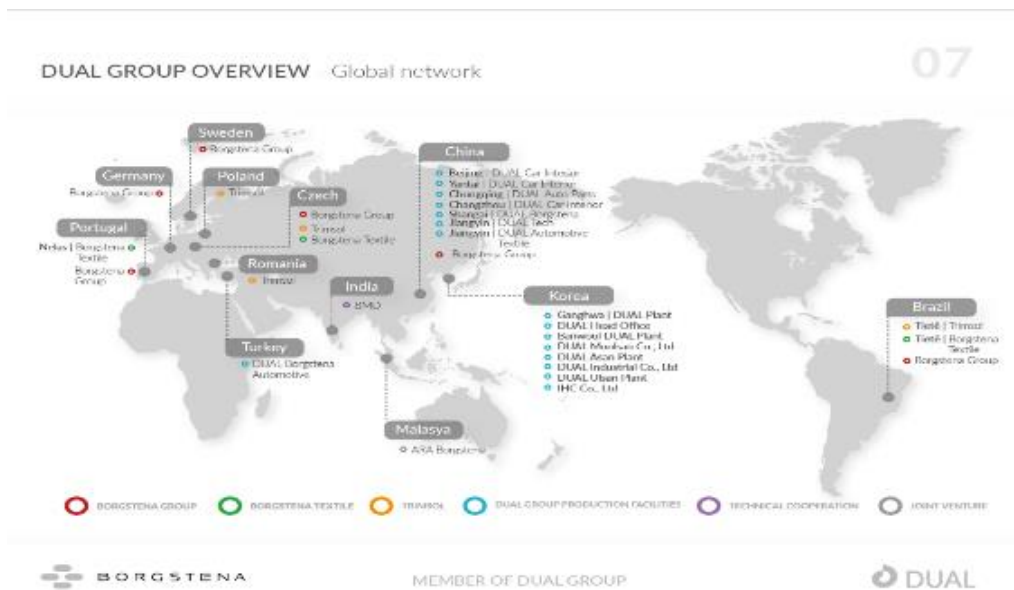 07
DUAL GROUP OVERVIEW Global network
Sweden
Borgstena Group
Germany
Borgstena Group
Poland
Trimsol
Czech
Borgstena Group
Trimsol
Borgstena Textile
Portugal
Nelas | Borgstena
Textile
Borgstena
Group
Romania
Trimsol
Turkey
DUAL Borgstena
Automotive
India
BMD
China
Beijing | DUAL Car Interior
Yantai | DUAL Car Interior
Chongqing | DUAL Auto Parts
Changzhou | DUAL Car Interior
DUAL Borgstena
Jiangyin | DUAL Tech
Jiangyin | DUAL Automotive
Textile
Borgstena Group
Korea
Ganghwa | DUAL Plant
DUAL Head Office
Banwoul DUAL Plant
DUAL Co., Ltd
DUAL Asan Plant
DUAL Industrial Co., Ltd
DUAL Ulsan Plant
IHC Co., Ltd
Malasya
ARA Borgstena
Brazil
Tietê | Trimsol
Tietê | Borgstena
Textile
Borgstena Group
BORGSTENA GROUP BORGSTENA TEXTILE TRIMSOL DUAL GROUP PRODUCTION FACILITIES TECHNICAL COOPERATION JOINT VENTURE
BORGSTENA MEMBER OF DUAL GROUP DUAL